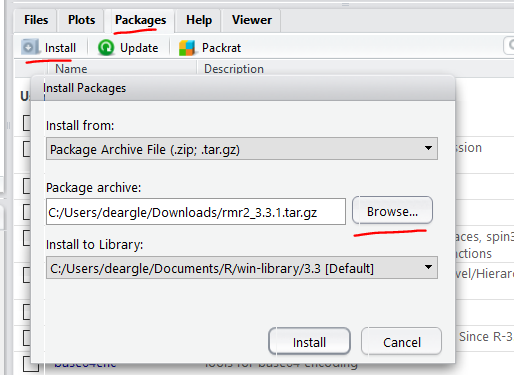 Files Plots Packages Help Viewer
Install Update Packrat
Name Description
Install Packages
Install from:
Package Archive File (.zip; .tar.gz)
ssion
Package archive:
C:/Users/deargle/Downloads/rmr2_3.3.1.tar.gz Browse...
aces, spin3
nctions
Install to Library:
vel/Hierar
C:/Users/deargle/Documents/R/win-library/3.3 [Default]
Since R-3
Install Cancel
base64enc Tools for base64 encoding